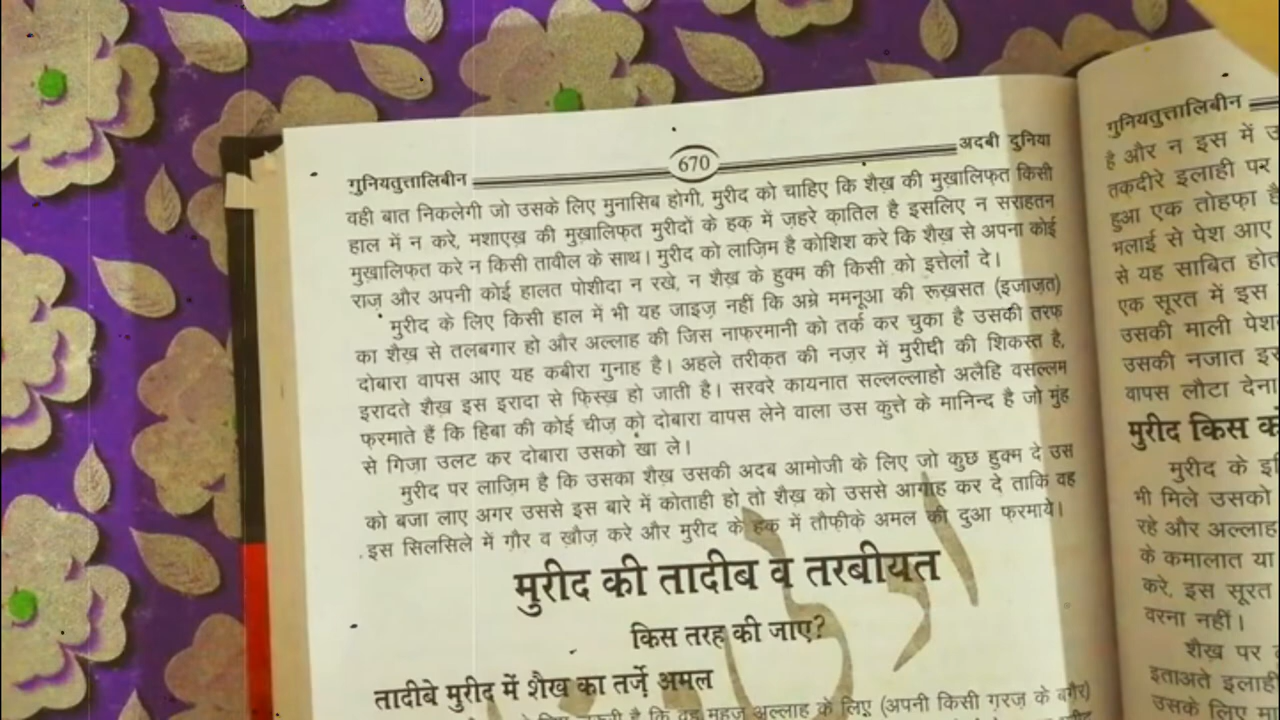 गुनियतुत्तालिबीन 670 अदबी दुनिया
वही बात निकलेगी जो उसके लिए मुनासिब होगी, मुरीद को चाहिए कि शैख़ की मुख़ालिफ़त किसी
हाल में न करे, मशाएख़ की मुख़ालिफ़त मुरीदों के हक़ में ज़हरे क़ातिल है इसलिए न सराहतन
मुख़ालिफ़त करे न किसी तावील के साथ। मुरीद को लाज़िम है कोशिश करे कि शैख़ से अपना कोई
राज़ और अपनी कोई हालत पोशीदा न रखे, न शैख़ के हुक्म की किसी को इत्तेला दे।
मुरीद के लिए किसी हाल में भी यह जाइज़ नहीं कि अम्रे ममनूआ की रूख़सत (इजाज़त)
का शैख़ से तलबगार हो और अल्लाह की जिस नाफ़रमानी को तर्क कर चुका है उसकी तरफ़
दोबारा वापस आए यह कबीरा गुनाह है। अहले तरीक़त की नज़र में मुरीदी की शिकस्त है,
इरादते शैख़ इस इरादा से फ़िस्ख़ हो जाती है। सरवरे कायनात सल्लल्लाहो अलैहि वसल्लम
फ़रमाते हैं कि हिबा की कोई चीज़ को दोबारा वापस लेने वाला उस कुत्ते के मानिन्द है जो मुंह
से गिज़ा उलट कर दोबारा उसको खा ले।
मुरीद पर लाज़िम है कि उसका शैख़ उसकी अदब आमोजी के लिए जो कुछ हुक्म दे उस
को बजा लाए अगर उससे इस बारे में कोताही हो तो शैख़ को उससे आगाह कर दे ताकि वह
इस सिलसिले में ग़ौर व ख़ौज़ करे और मुरीद के हक़ में तौफ़ीक़े अमल की दुआ फ़रमाये।
मुरीद की तादीब व तरबीयत
किस तरह की जाए?
तादीबे मुरीद में शैख़ का तर्ज़े अमल
है कि वह महज़ अल्लाह के लिए (अपनी किसी ग़रज़ के बग़ैर)
गुनियतुत्तालिबीन
है और न इस में
तक़दीरे इलाही पर
हुआ एक तोहफ़ा
भलाई से पेश आए
से यह साबित
एक सूरत में इस
उसकी माली
उसकी नजात
वापस लौटा देना
मुरीद किस
मुरीद के
भी मिले उसको
रहे और अल्लाह
के कमालात या
करे, इस सूरत
वरना नहीं।
शैख़ पर
इताअते इलाही
उसके लिए